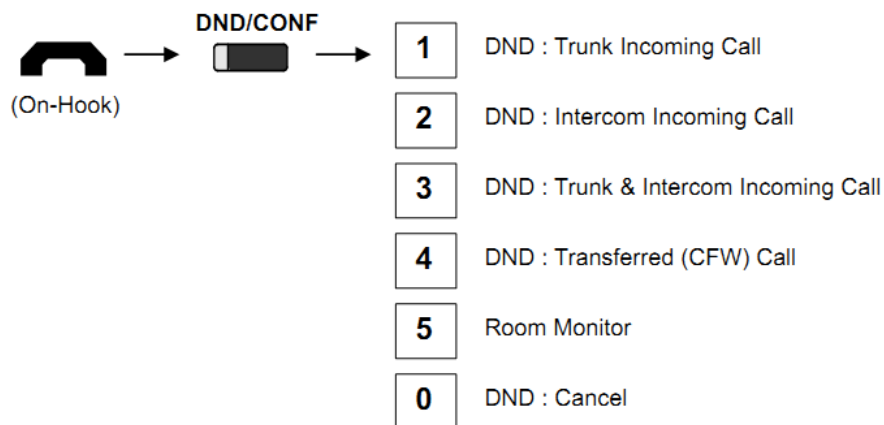 DND/CONF
(On-Hook)
1 DND : Trunk Incoming Call
2 DND : Intercom Incoming Call
3 DND : Trunk & Intercom Incoming Call
4 DND : Transferred (CFW) Call
5 Room Monitor
0 DND : Cancel